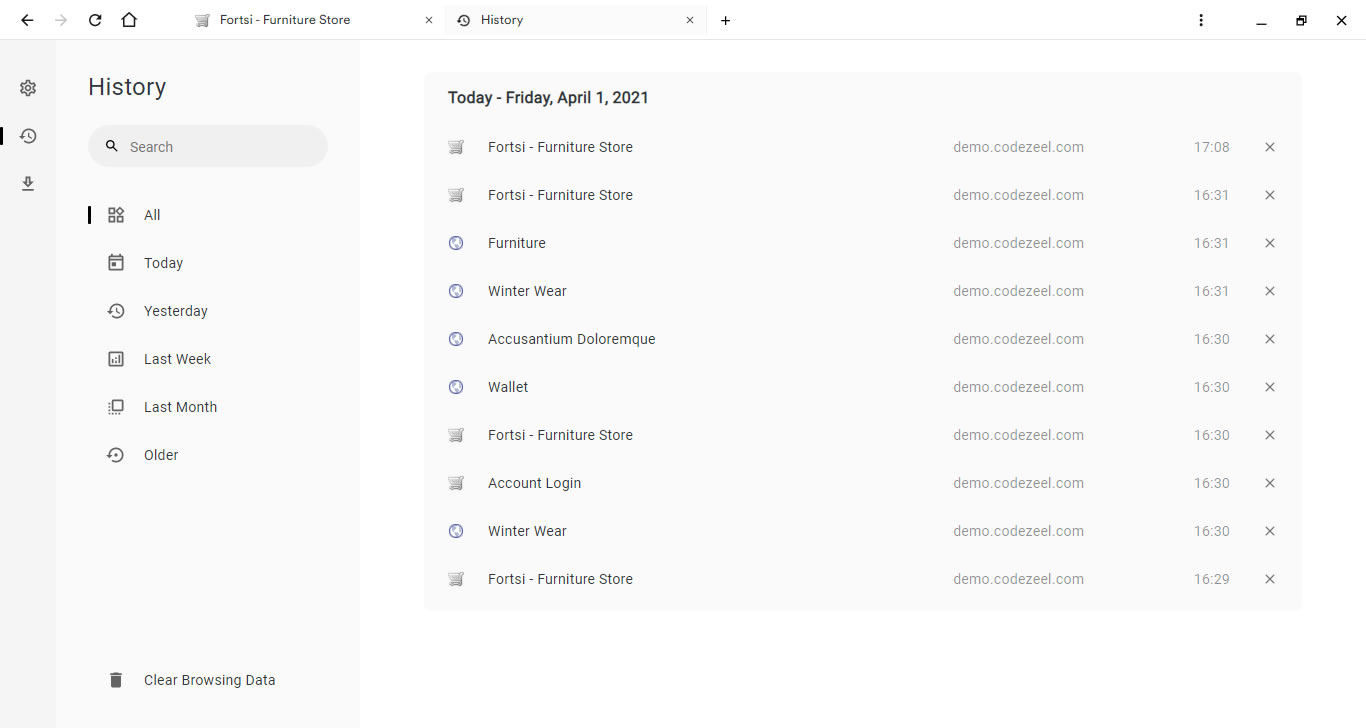 Fortsi - Furniture Store
History
History
Search
All
Today
Yesterday
Last Week
Last Month
Older
Clear Browsing Data
Today - Friday, April 1, 2021
Fortsi - Furniture Store demo.codezeel.com 17:08
Fortsi - Furniture Store demo.codezeel.com 16:31
Furniture demo.codezeel.com 16:31
Winter Wear demo.codezeel.com 16:31
Accusantium Doloremque demo.codezeel.com 16:30
Wallet demo.codezeel.com 16:30
Fortsi - Furniture Store demo.codezeel.com 16:30
Account Login demo.codezeel.com 16:30
Winter Wear demo.codezeel.com 16:30
Fortsi - Furniture Store demo.codezeel.com 16:29